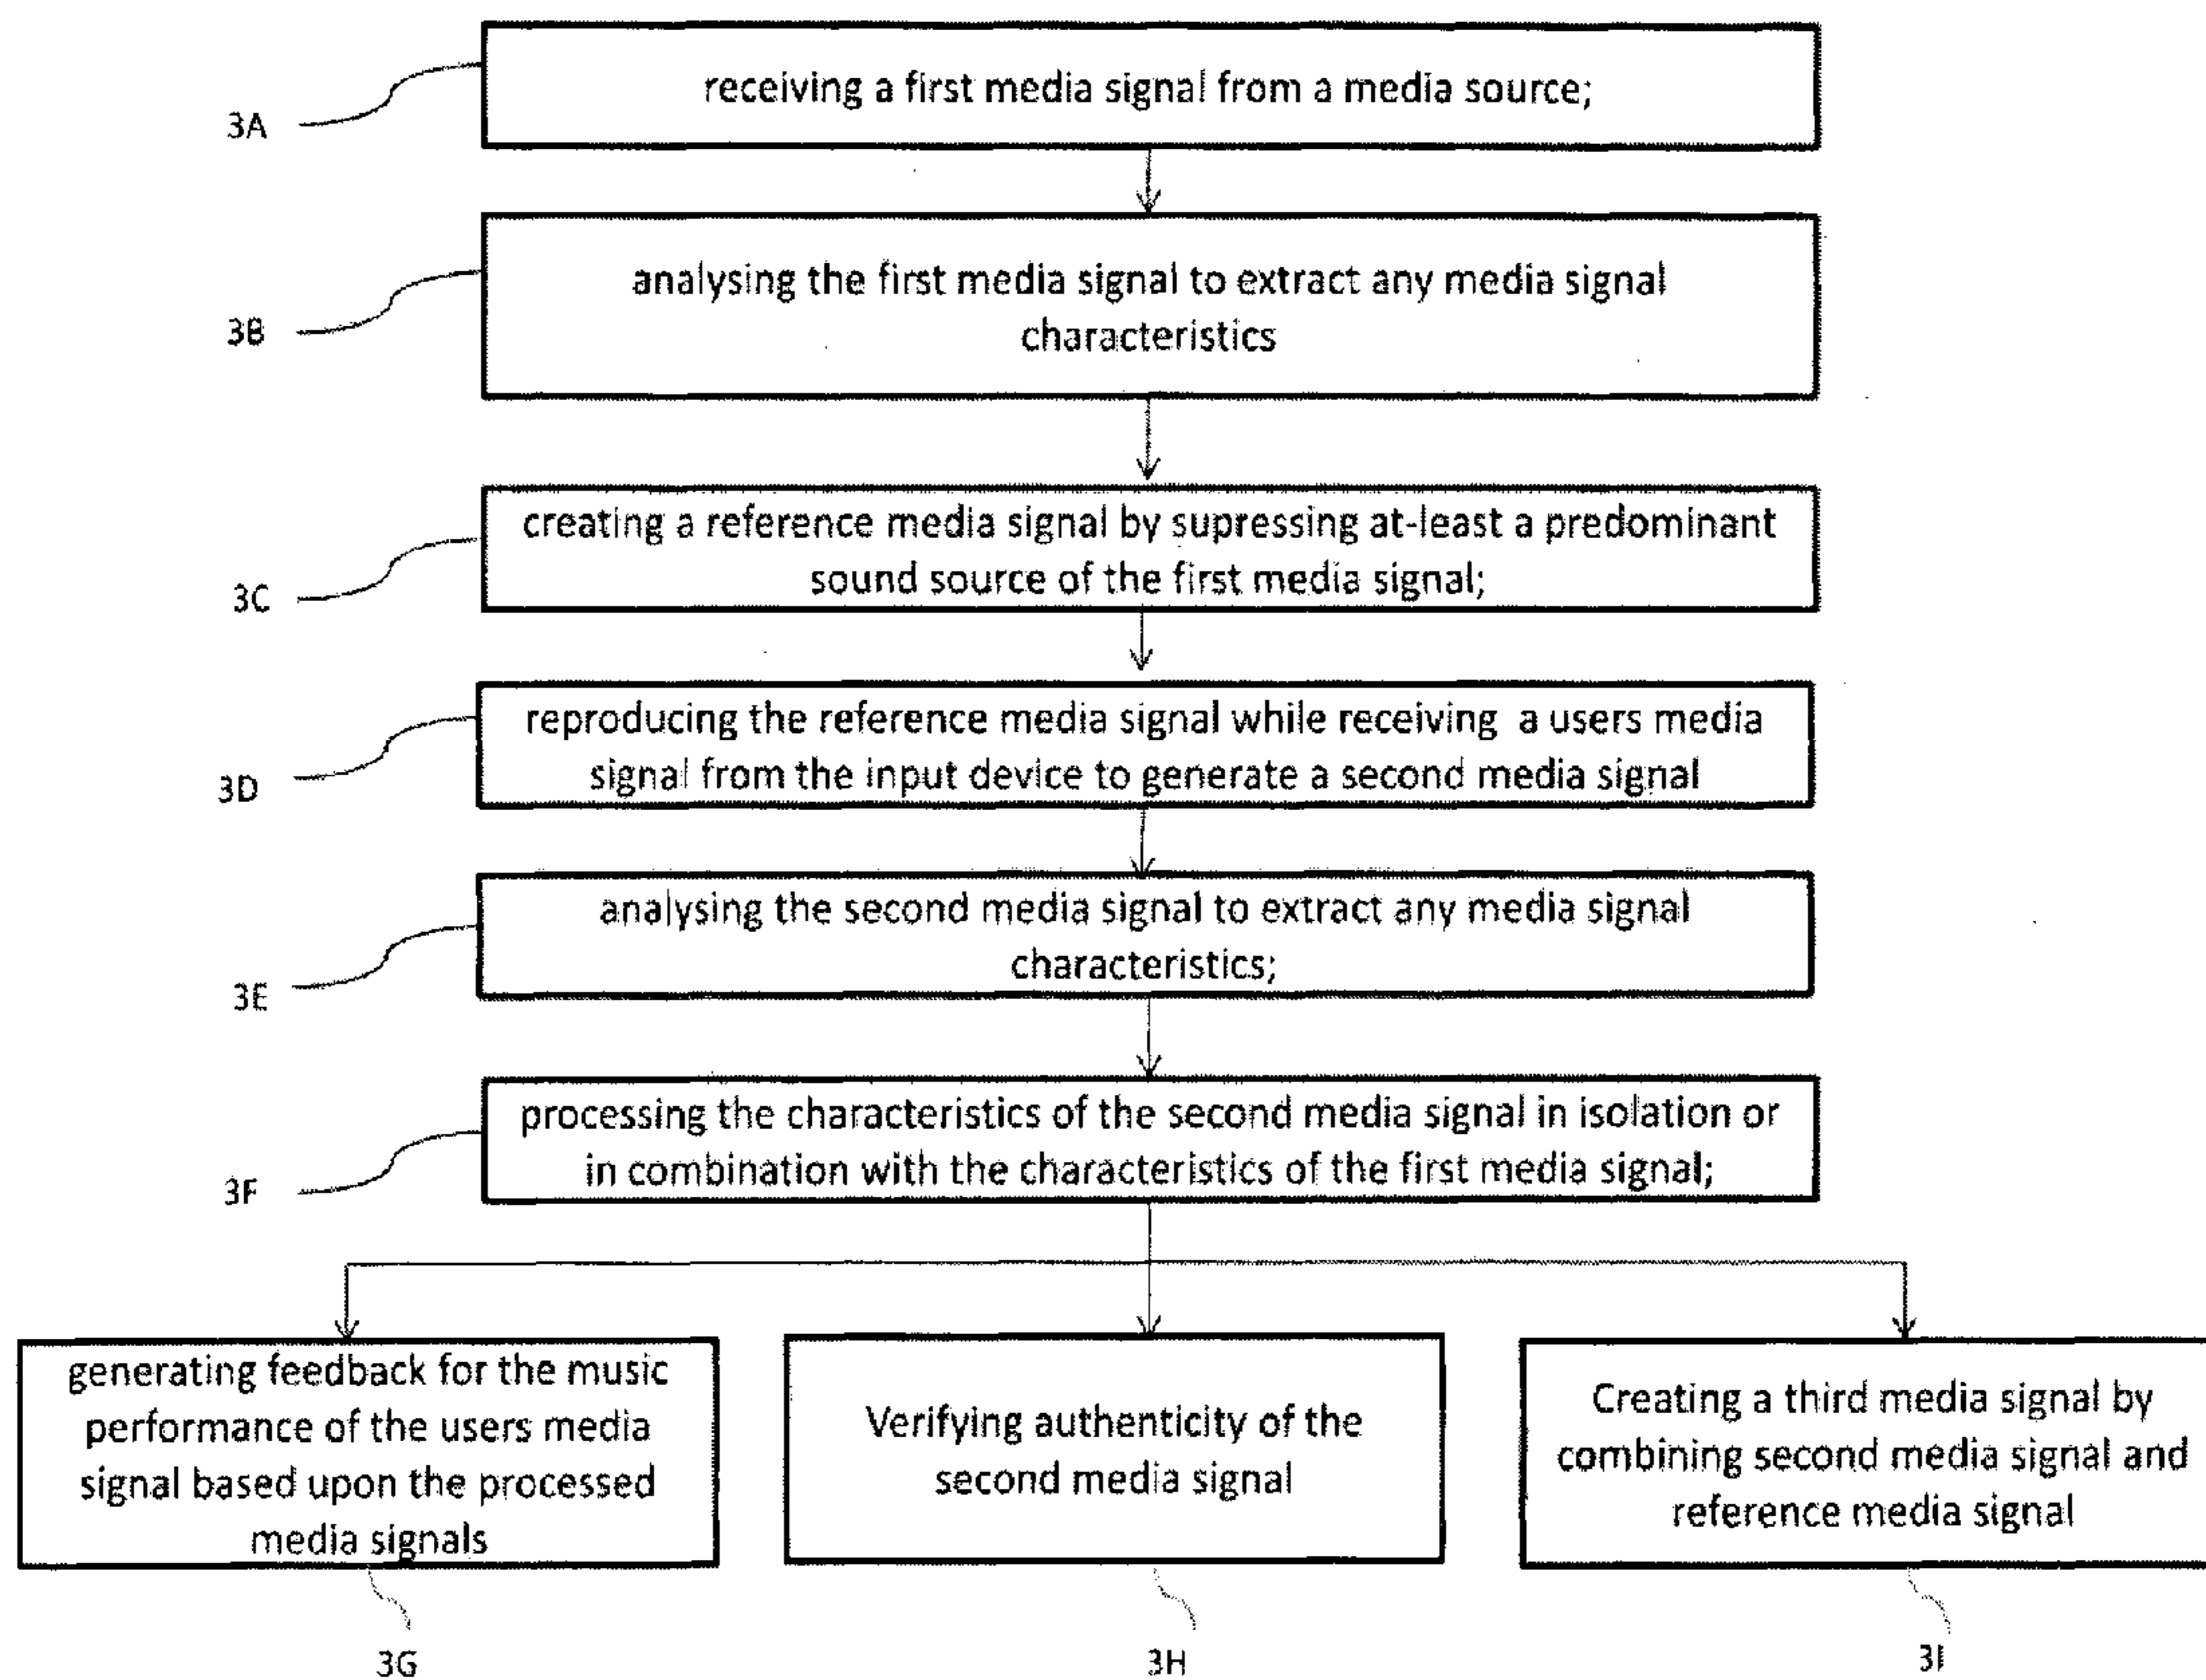 receiving a first media signal from a media source;
3A
analysing the first media signal to extract any media signal
characteristics
3B
creating a reference media signal by supressing at-least a predominant
sound source of the first media signal;
3C
reproducing the reference media signal while receiving a users media
signal from the input device to generate a second media signal
3D
analysing the second media signal to extract any media signal
characteristics;
3E
processing the characteristics of the second media signal in isolation or
in combination with the characteristics of the first media signal;
3F
generating feedback for the music
performance of the users media
signal based upon the processed
media signals
Verifying authenticity of the
second media signal
Creating a third media signal by
combining second media signal and
reference media signal
3G
3H
3I